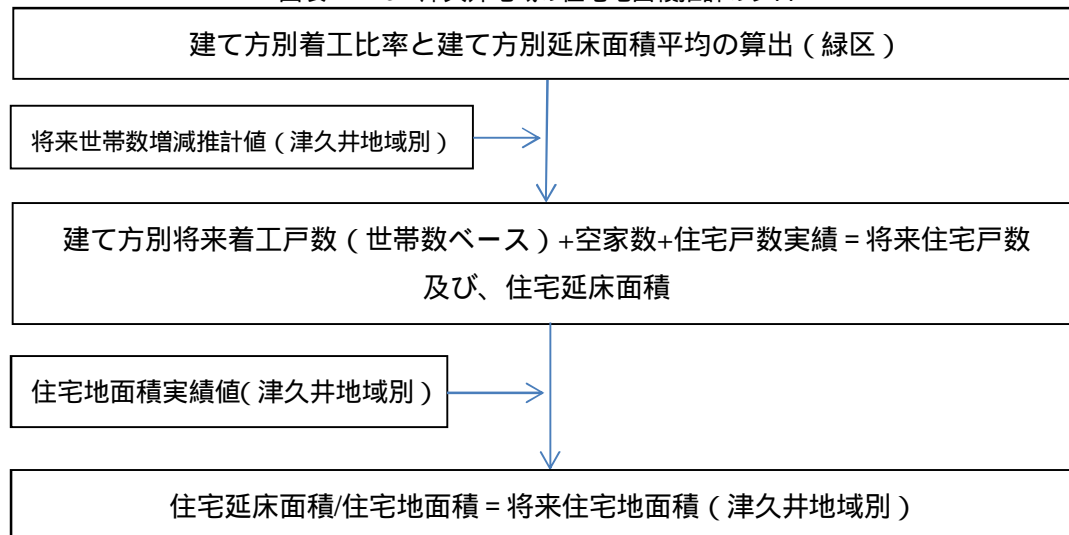 建て方別着工比率と建て方別延床面積平均の算出（緑区）
将来世帯数増減推計値（津久井地域別）
建て方別将来着工戸数（世帯数ベース）+空家数+住宅戸数実績=将来住宅戸数
及び、住宅延床面積
住宅地面積実績値(津久井地域別）
住宅延床面積/住宅地面積=将来住宅地面積（津久井地域別）